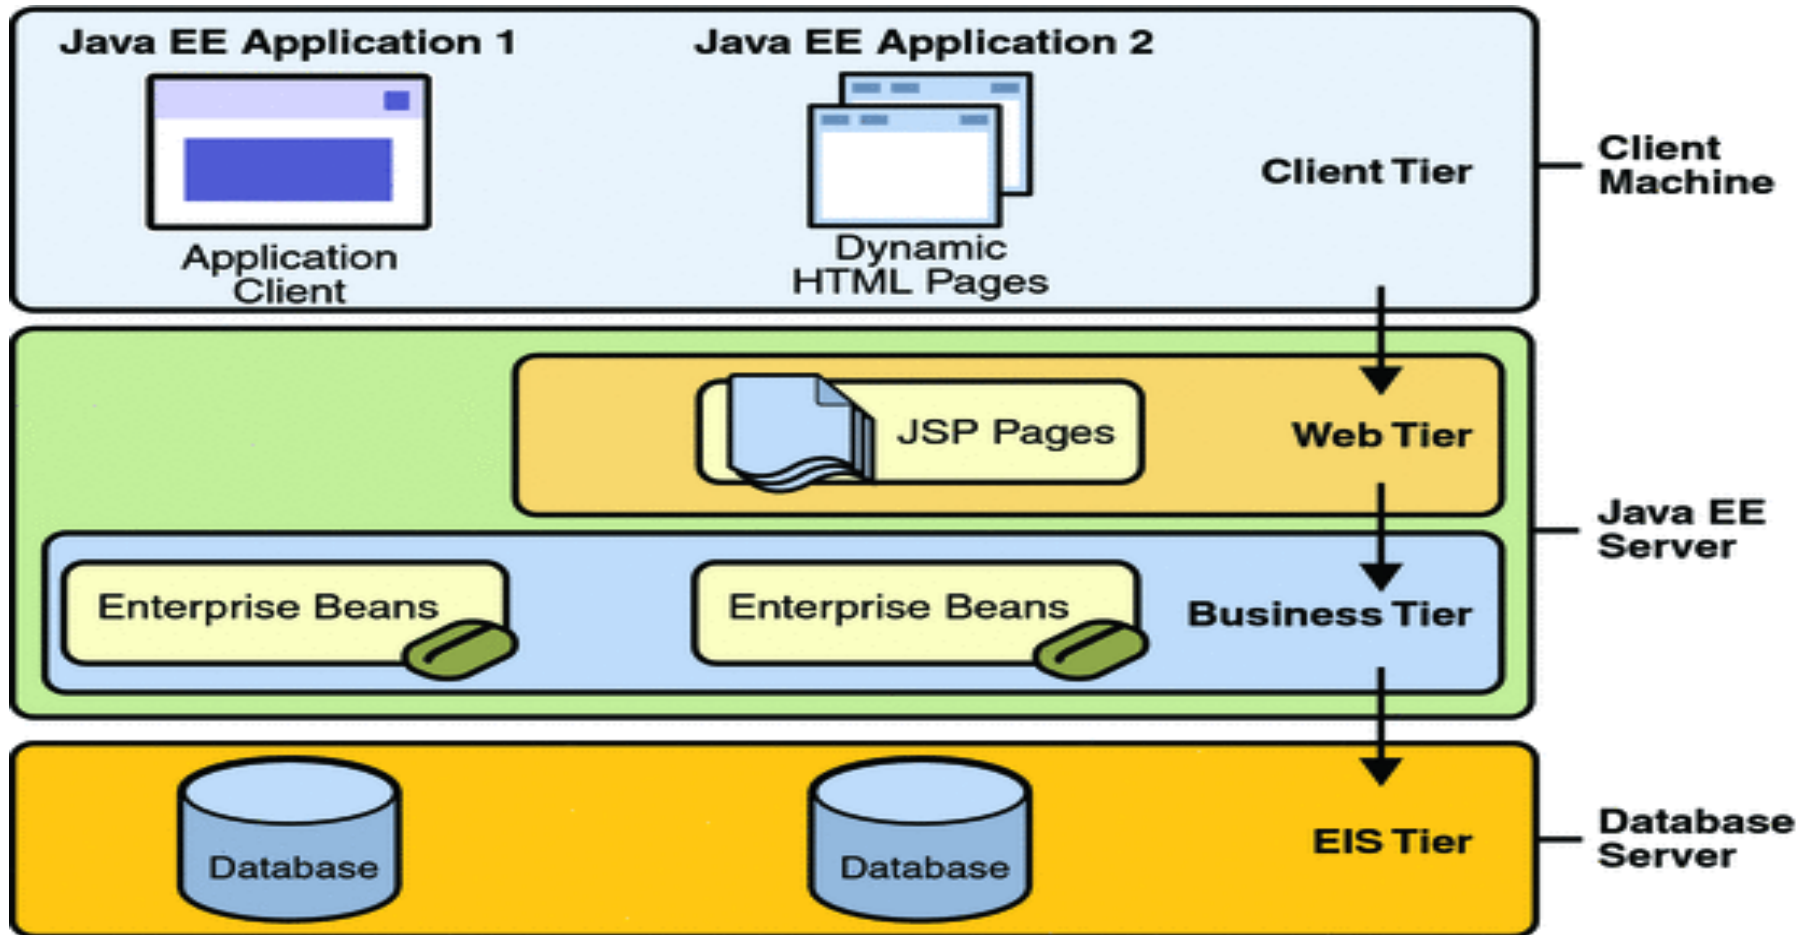 Java EE Application 1
Java EE Application 2
Application
Client
Dynamic
HTML Pages
Client Tier
Client
Machine
JSP Pages
Web Tier
Java EE
Server
Enterprise Beans
Enterprise Beans
Business Tier
Database
Database
EIS Tier
Database
Server